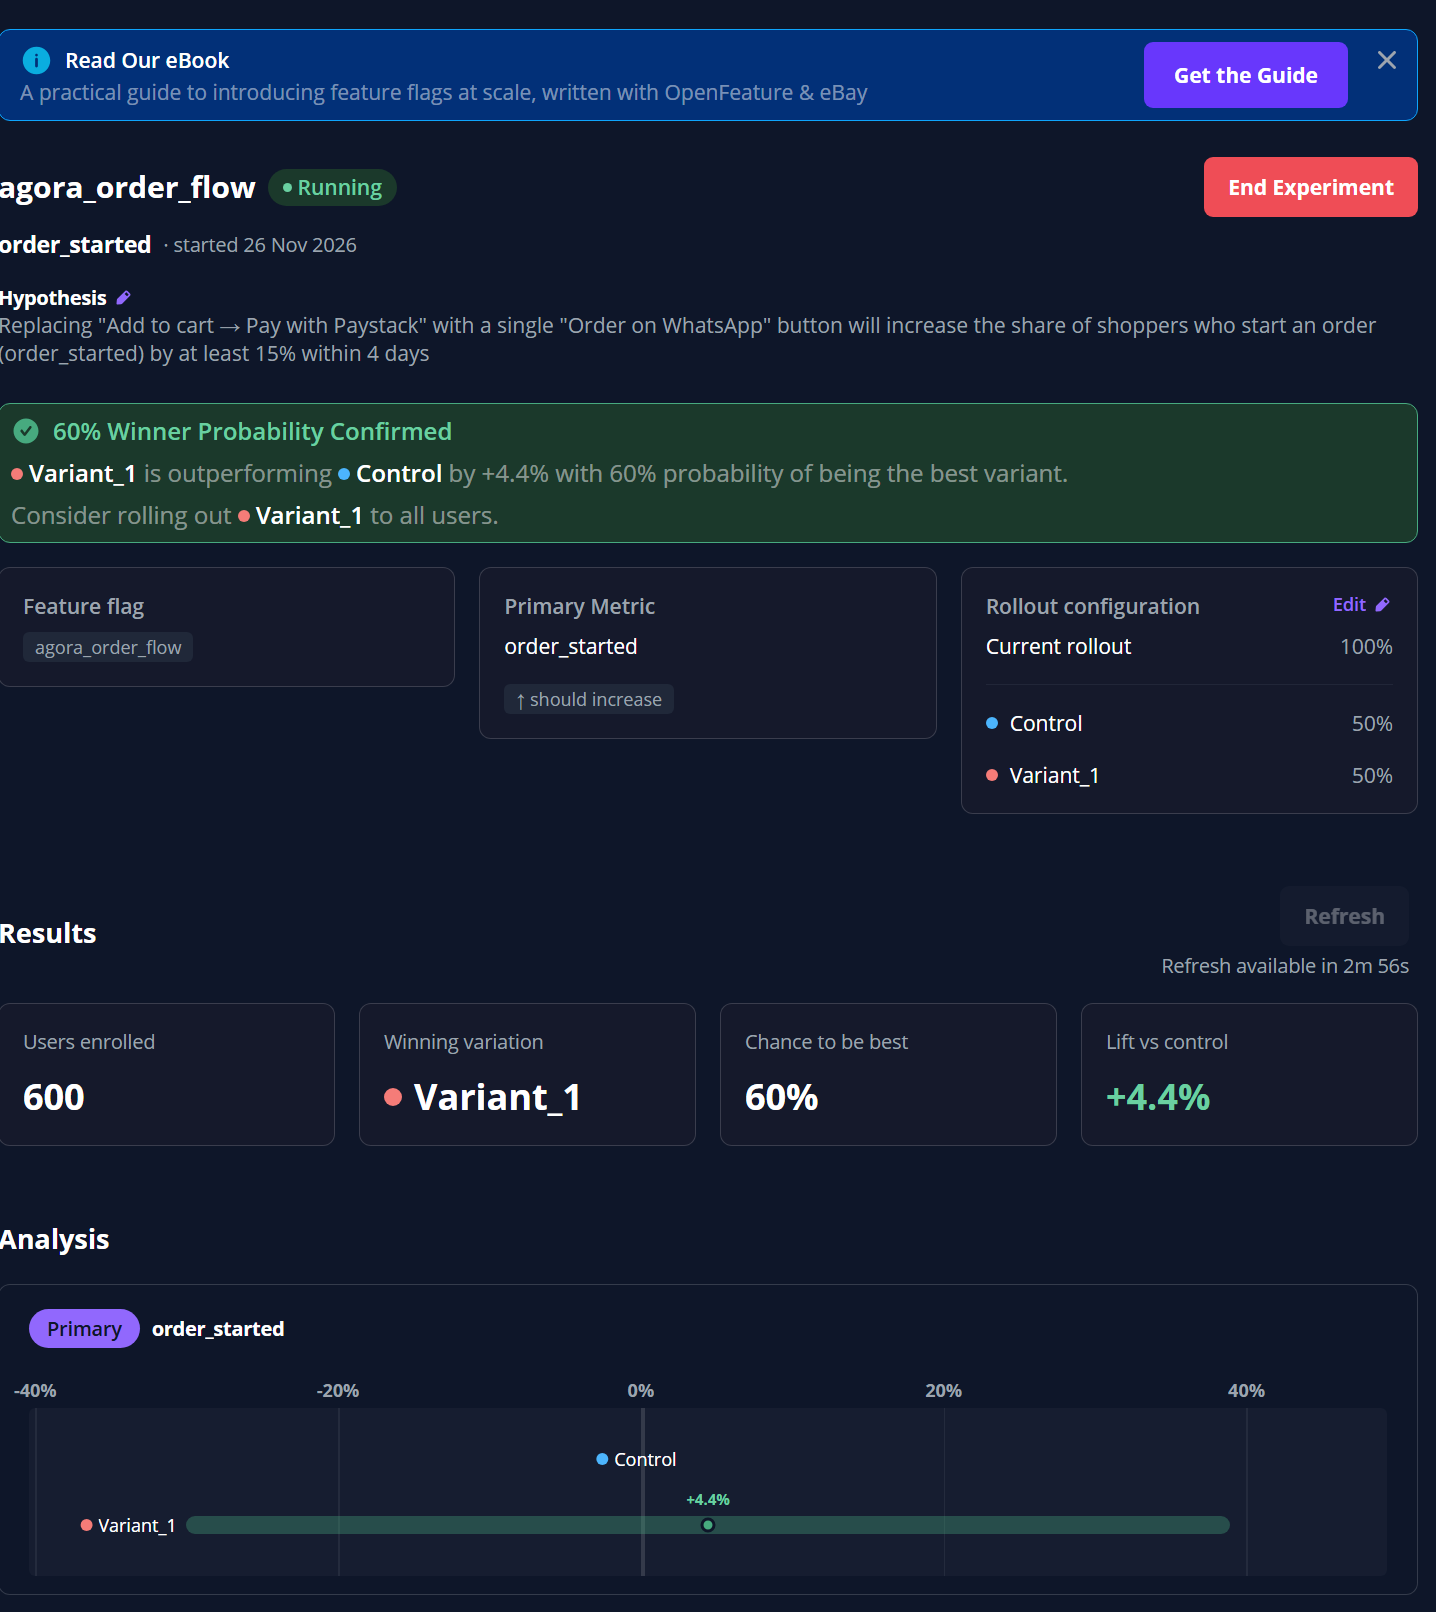 Read Our eBook
A practical guide to introducing feature flags at scale, written with OpenFeature & eBay
Get the Guide
agora_order_flow
Running
End Experiment
order_started · started 26 Nov 2026
Hypothesis
Replacing "Add to cart → Pay with Paystack" with a single "Order on WhatsApp" button will increase the share of shoppers who start an order
(order_started) by at least 15% within 4 days
60% Winner Probability Confirmed
Variant_1 is outperforming Control by +4.4% with 60% probability of being the best variant.
Consider rolling out Variant_1 to all users.
Feature flag
agora_order_flow
Primary Metric
order_started
↑ should increase
Rollout configuration
Edit
Current rollout 100%
Control 50%
Variant_1 50%
Results
Refresh
Refresh available in 2m 56s
Users enrolled
600
Winning variation
Variant_1
Chance to be best
60%
Lift vs control
+4.4%
Analysis
Primary order_started
-40% -20% 0% 20% 40%
Control
+4.4%
Variant_1